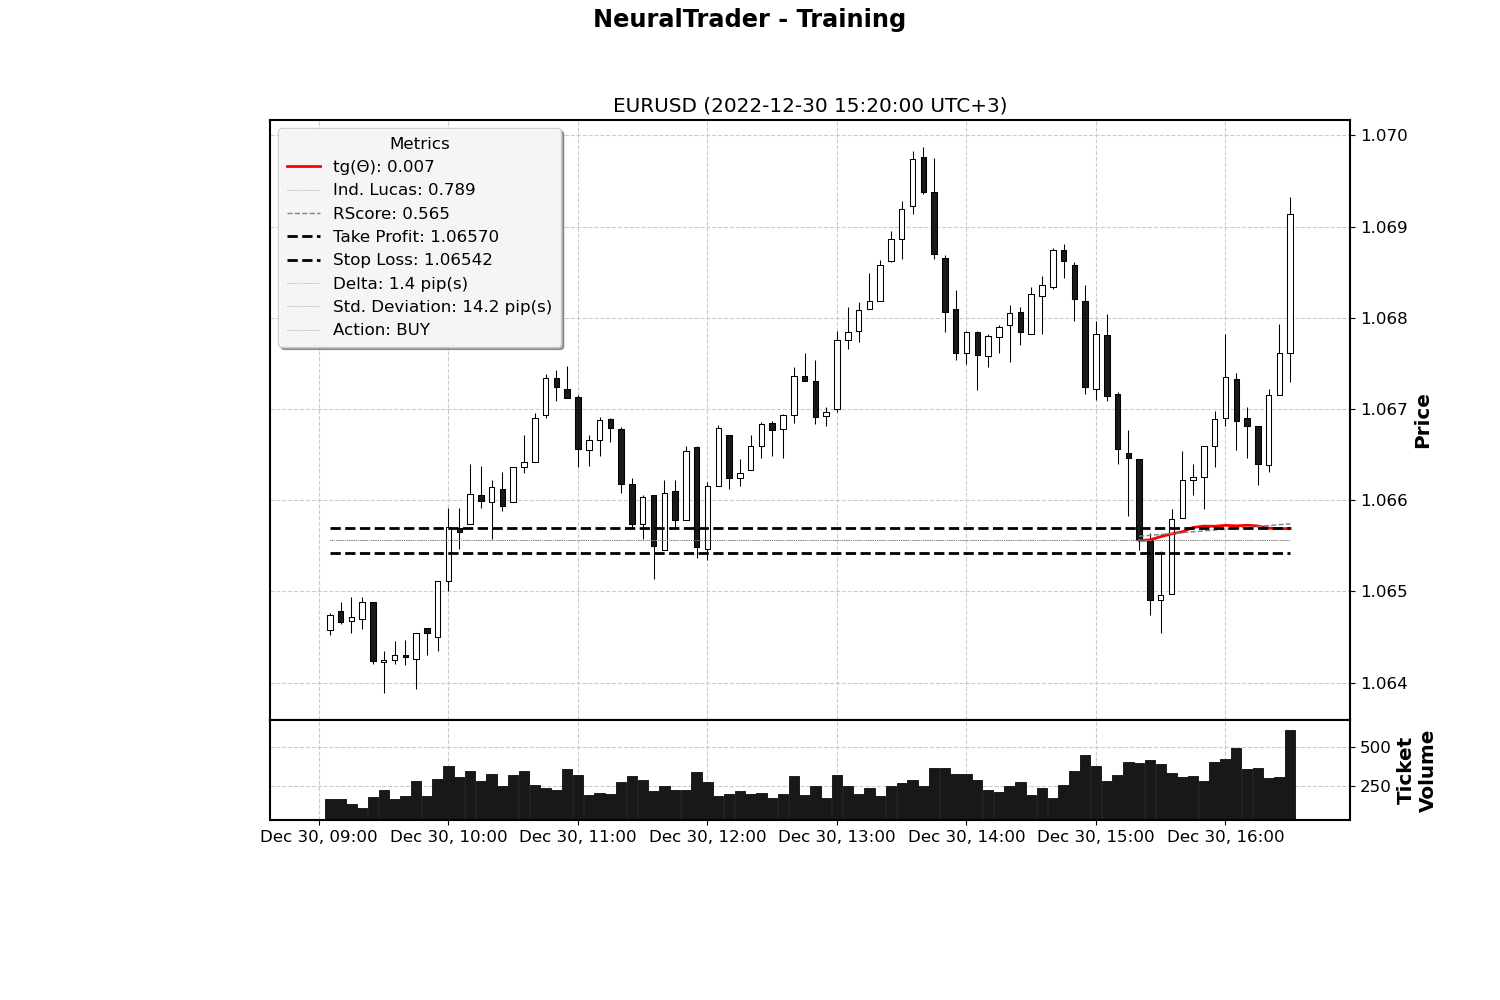 NeuralTrader - Training
EURUSD (2022-12-30 15:20:00 UTC+3)
Metrics
tg(Θ): 0.007
Ind. Lucas: 0.789
RScore: 0.565
Take Profit: 1.06570
Stop Loss: 1.06542
Delta: 1.4 pip(s)
Std. Deviation: 14.2 pip(s)
Action: BUY
1.070
1.069
1.068
1.067
1.066
1.065
1.064
Price
500
250
Ticket
Volume
Dec 30, 09:00
Dec 30, 10:00
Dec 30, 11:00
Dec 30, 12:00
Dec 30, 13:00
Dec 30, 14:00
Dec 30, 15:00
Dec 30, 16:00